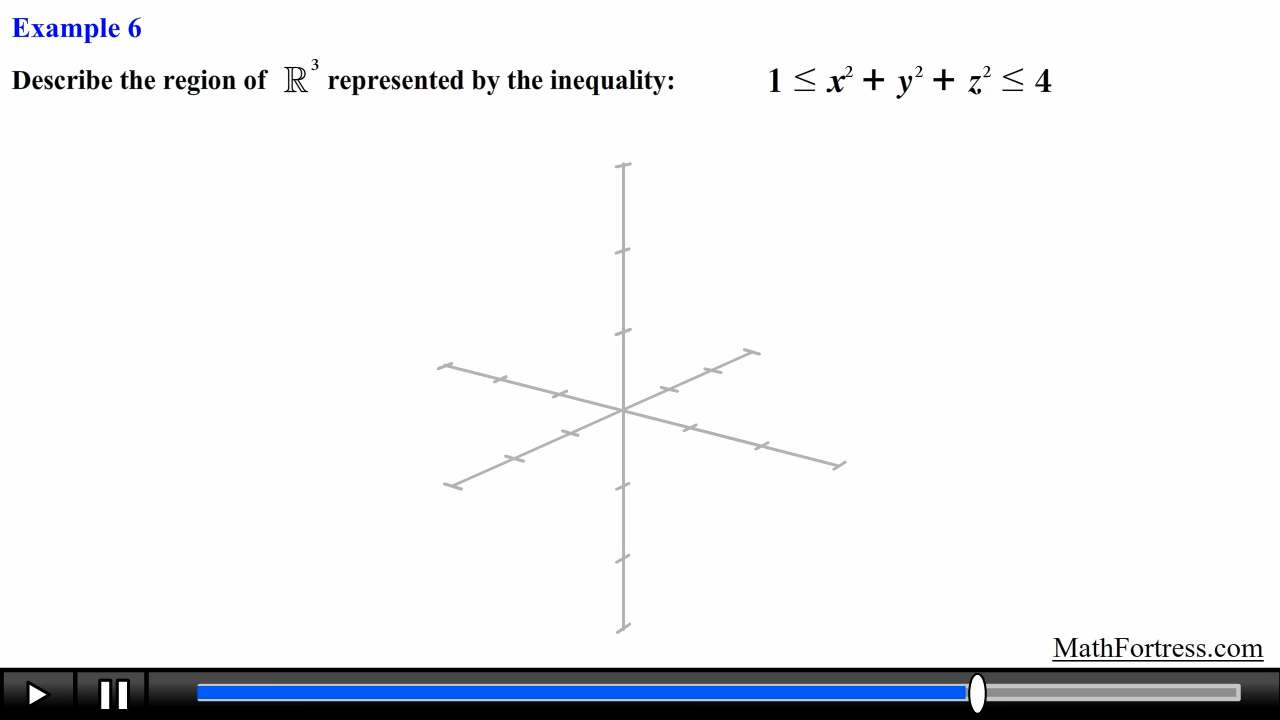 Example 6
Describe the region of ℝ³ represented by the inequality: 1 ≤ x² + y² + z² ≤ 4
MathFortress.com